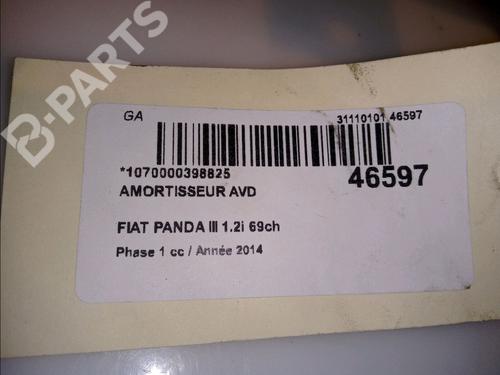 B-PARTS
GA
31110101 46597
*1070000398825
46597
AMORTISSEUR AVD
FIAT PANDA III 1.2i 69ch
Phase 1 cc / Année 2014